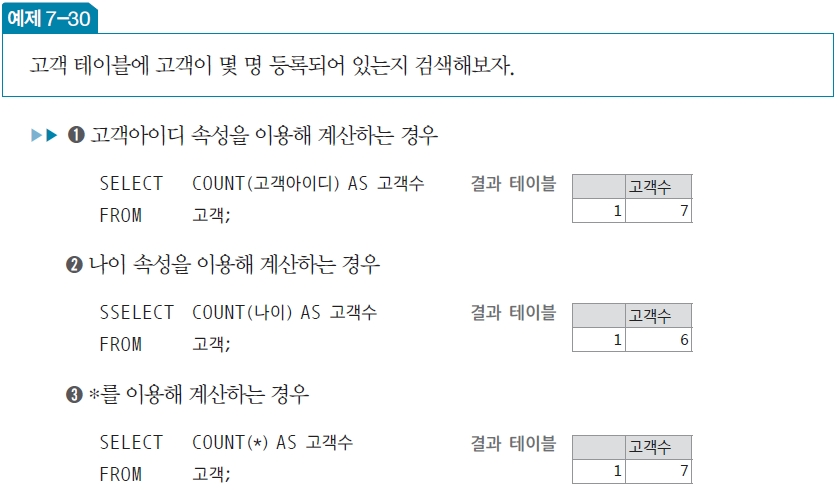 예제 7-30
고객 테이블에 고객이 몇 명 등록되어 있는지 검색해보자.
▶▶ ❶ 고객아이디 속성을 이용해 계산하는 경우
SELECT COUNT(고객아이디) AS 고객수 결과 테이블 고객수
FROM 고객; 1 7
❷ 나이 속성을 이용해 계산하는 경우
SSELECT COUNT(나이) AS 고객수 결과 테이블 고객수
FROM 고객; 1 6
❸ *를 이용해 계산하는 경우
SELECT COUNT(*) AS 고객수 결과 테이블 고객수
FROM 고객; 1 7